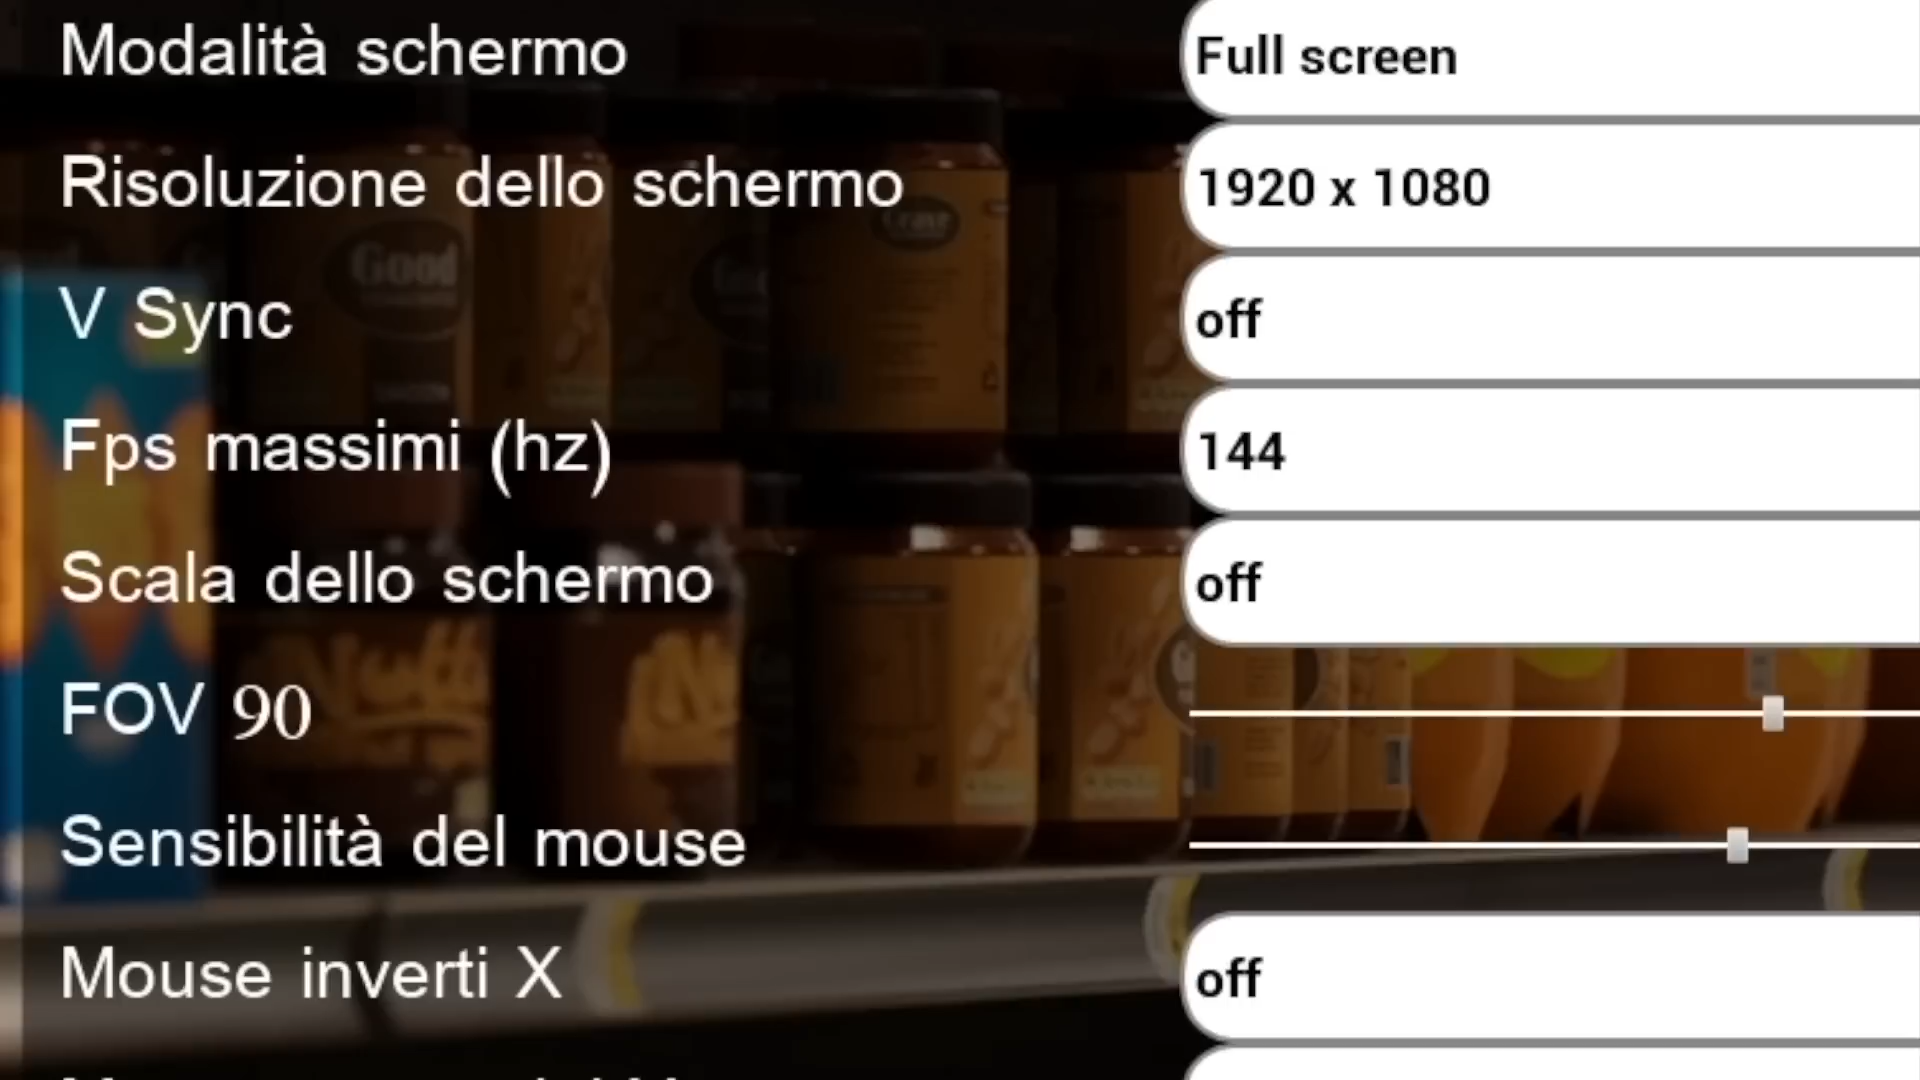 Modalità schermo Full screen
Risoluzione dello schermo 1920 x 1080
V Sync off
Fps massimi (hz) 144
Scala dello schermo off
FOV 90
Sensibilità del mouse
Mouse inverti X off
Good